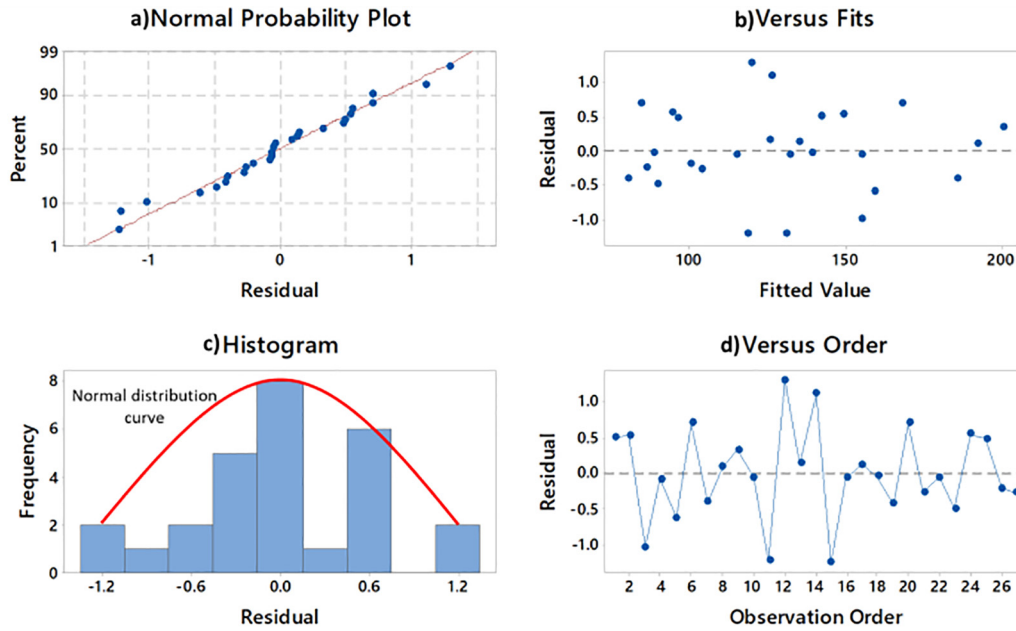 a)Normal Probability Plot
99
90
50
10
1
Percent
-1
0
1
Residual
b)Versus Fits
1.0
0.5
0.0
-0.5
-1.0
Residual
100
150
200
Fitted Value
c)Histogram
Normal distribution
curve
8
6
4
2
0
Frequency
-1.2
-0.6
0.0
0.6
1.2
Residual
d)Versus Order
1.0
0.5
0.0
-0.5
-1.0
Residual
2 4 6 8 10 12 14 16 18 20 22 24 26
Observation Order